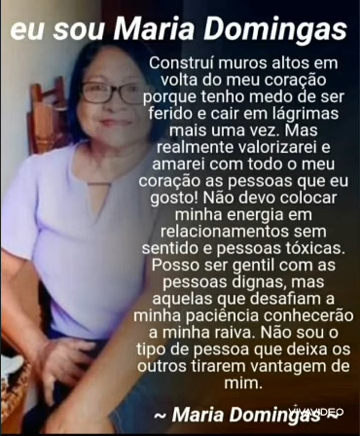 eu sou Maria Domingas
Construí muros altos em
volta do meu coração
porque tenho medo de ser
ferido e cair em lágrimas
mais uma vez. Mas
realmente valorizarei e
amarei com todo o meu
coração as pessoas que eu
gosto! Não devo colocar
minha energia em
relacionamentos sem
sentido e pessoas tóxicas.
Posso ser gentil com as
pessoas dignas, mas
aquelas que desafiam a
minha paciência conhecerão
a minha raiva. Não sou o
tipo de pessoa que deixa os
outros tirarem vantagem de
mim.
~ Maria Domingas ~
VIVAVIDEO